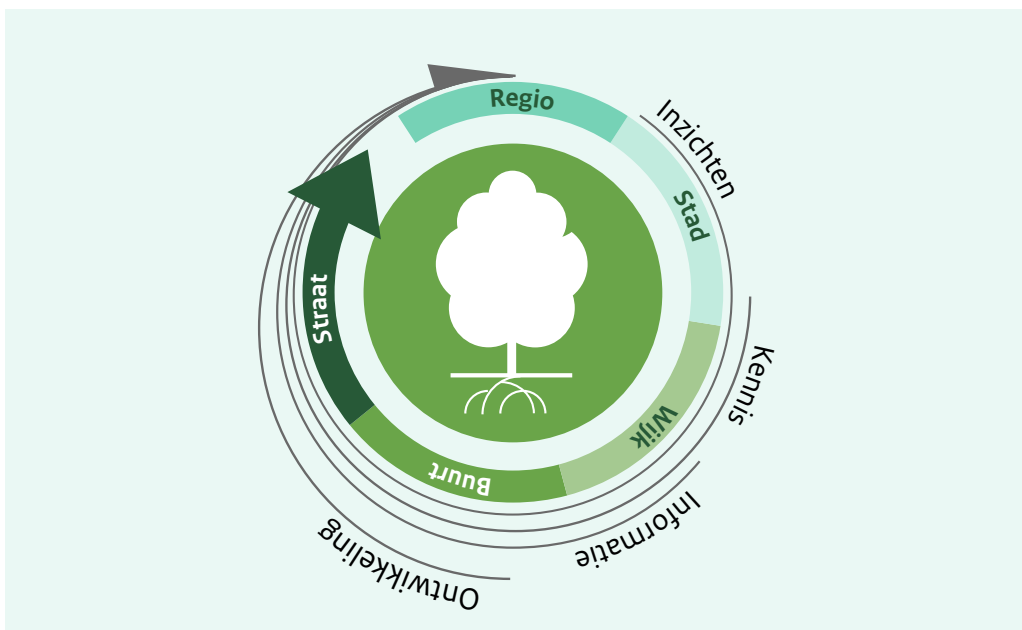 Regio
Stad
Wijk
Buurt
Straat
Inzichten
Kennis
Informatie
Ontwikkeling